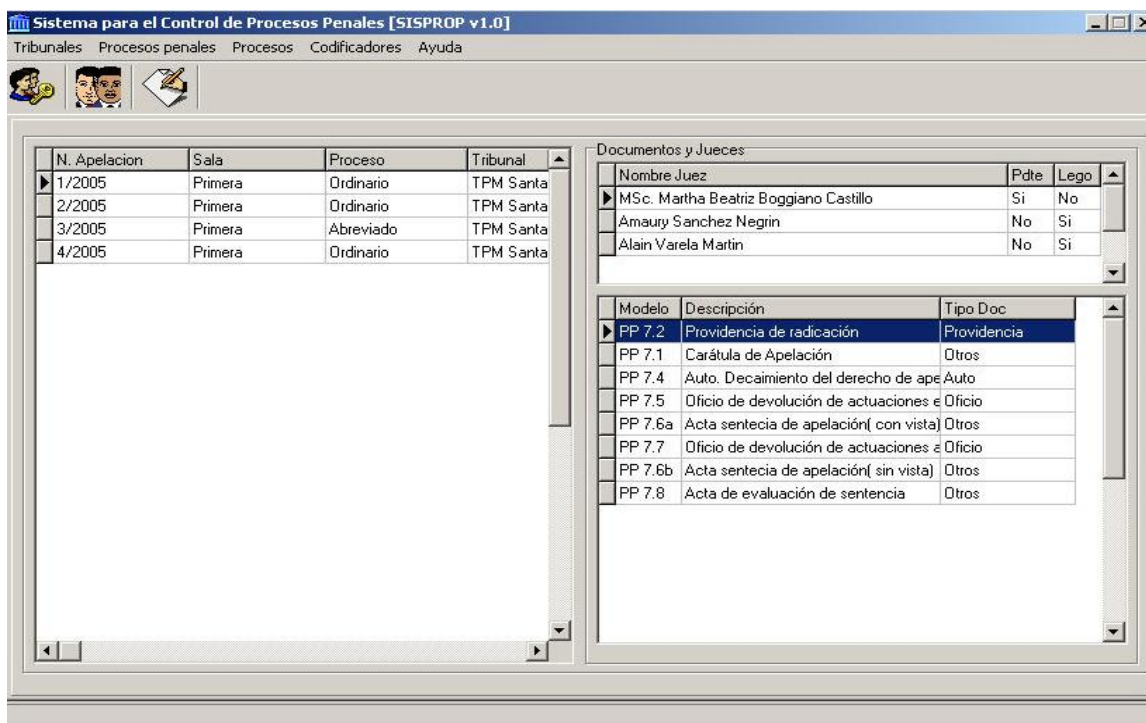 Sistema para el Control de Procesos Penales [SISPROP v1.0]
Tribunales Procesos penales Procesos Codificadores Ayuda
N. Apelacion Sala Proceso Tribunal
1/2005 Primera Ordinario TPM Santa
2/2005 Primera Ordinario TPM Santa
3/2005 Primera Abreviado TPM Santa
4/2005 Primera Ordinario TPM Santa
Documentos y Jueces
Nombre Juez Pdte Lego
MSc. Martha Beatriz Boggiano Castillo Si No
Amaury Sanchez Negrin No Si
Alain Varela Martin No Si
Modelo Descripción Tipo Doc
PP 7.2 Providencia de radicación Providencia
PP 7.1 Carátula de Apelación Otros
PP 7.4 Auto. Decaimiento del derecho de ape Auto
PP 7.5 Oficio de devolución de actuaciones e Oficio
PP 7.6a Acta sentecia de apelación( con vista) Otros
PP 7.7 Oficio de devolución de actuaciones a Oficio
PP 7.6b Acta sentecia de apelación( sin vista) Otros
PP 7.8 Acta de evaluación de sentencia Otros